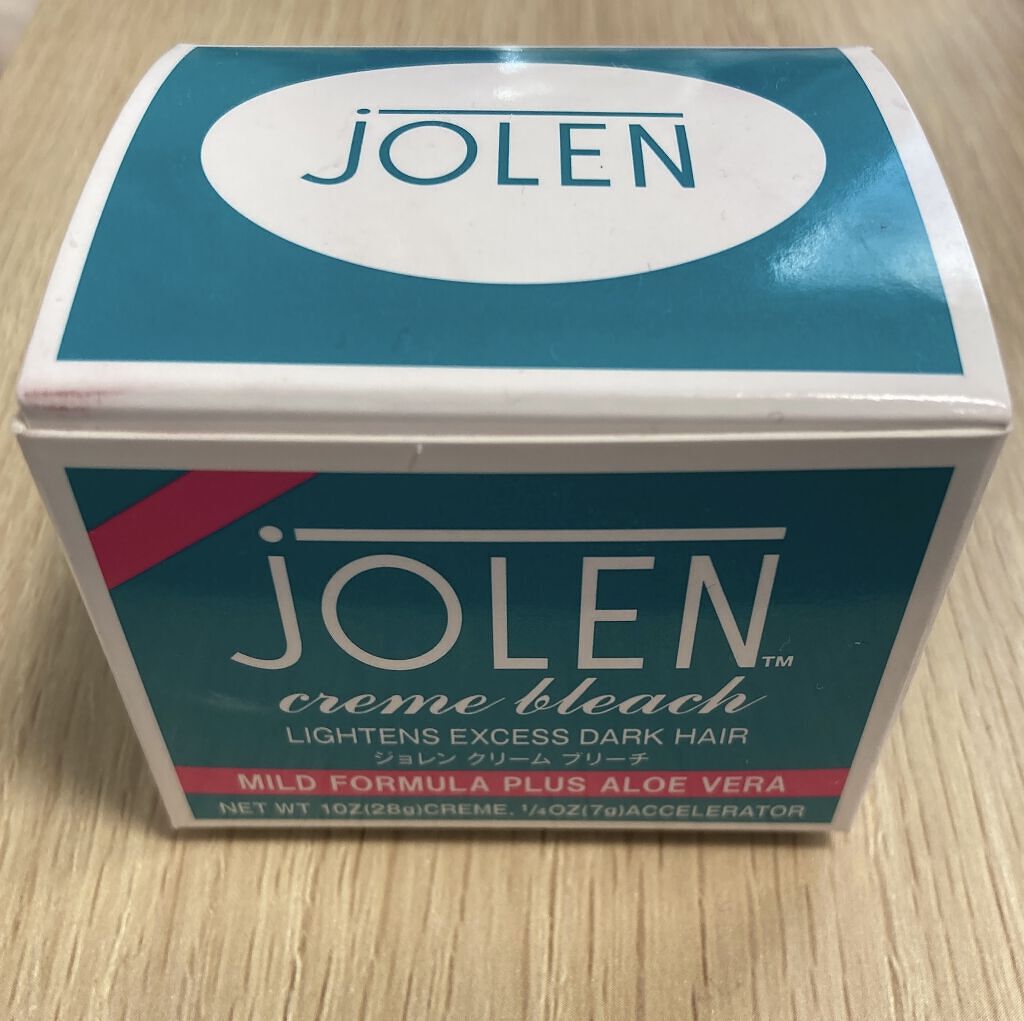 jOLEN
jOLEN™
creme bleach
LIGHTENS EXCESS DARK HAIR
ジョレン クリーム ブリーチ
MILD FORMULA PLUS ALOE VERA
NET WT 1OZ(28g)CREME. ¼OZ(7g)ACCELERATOR